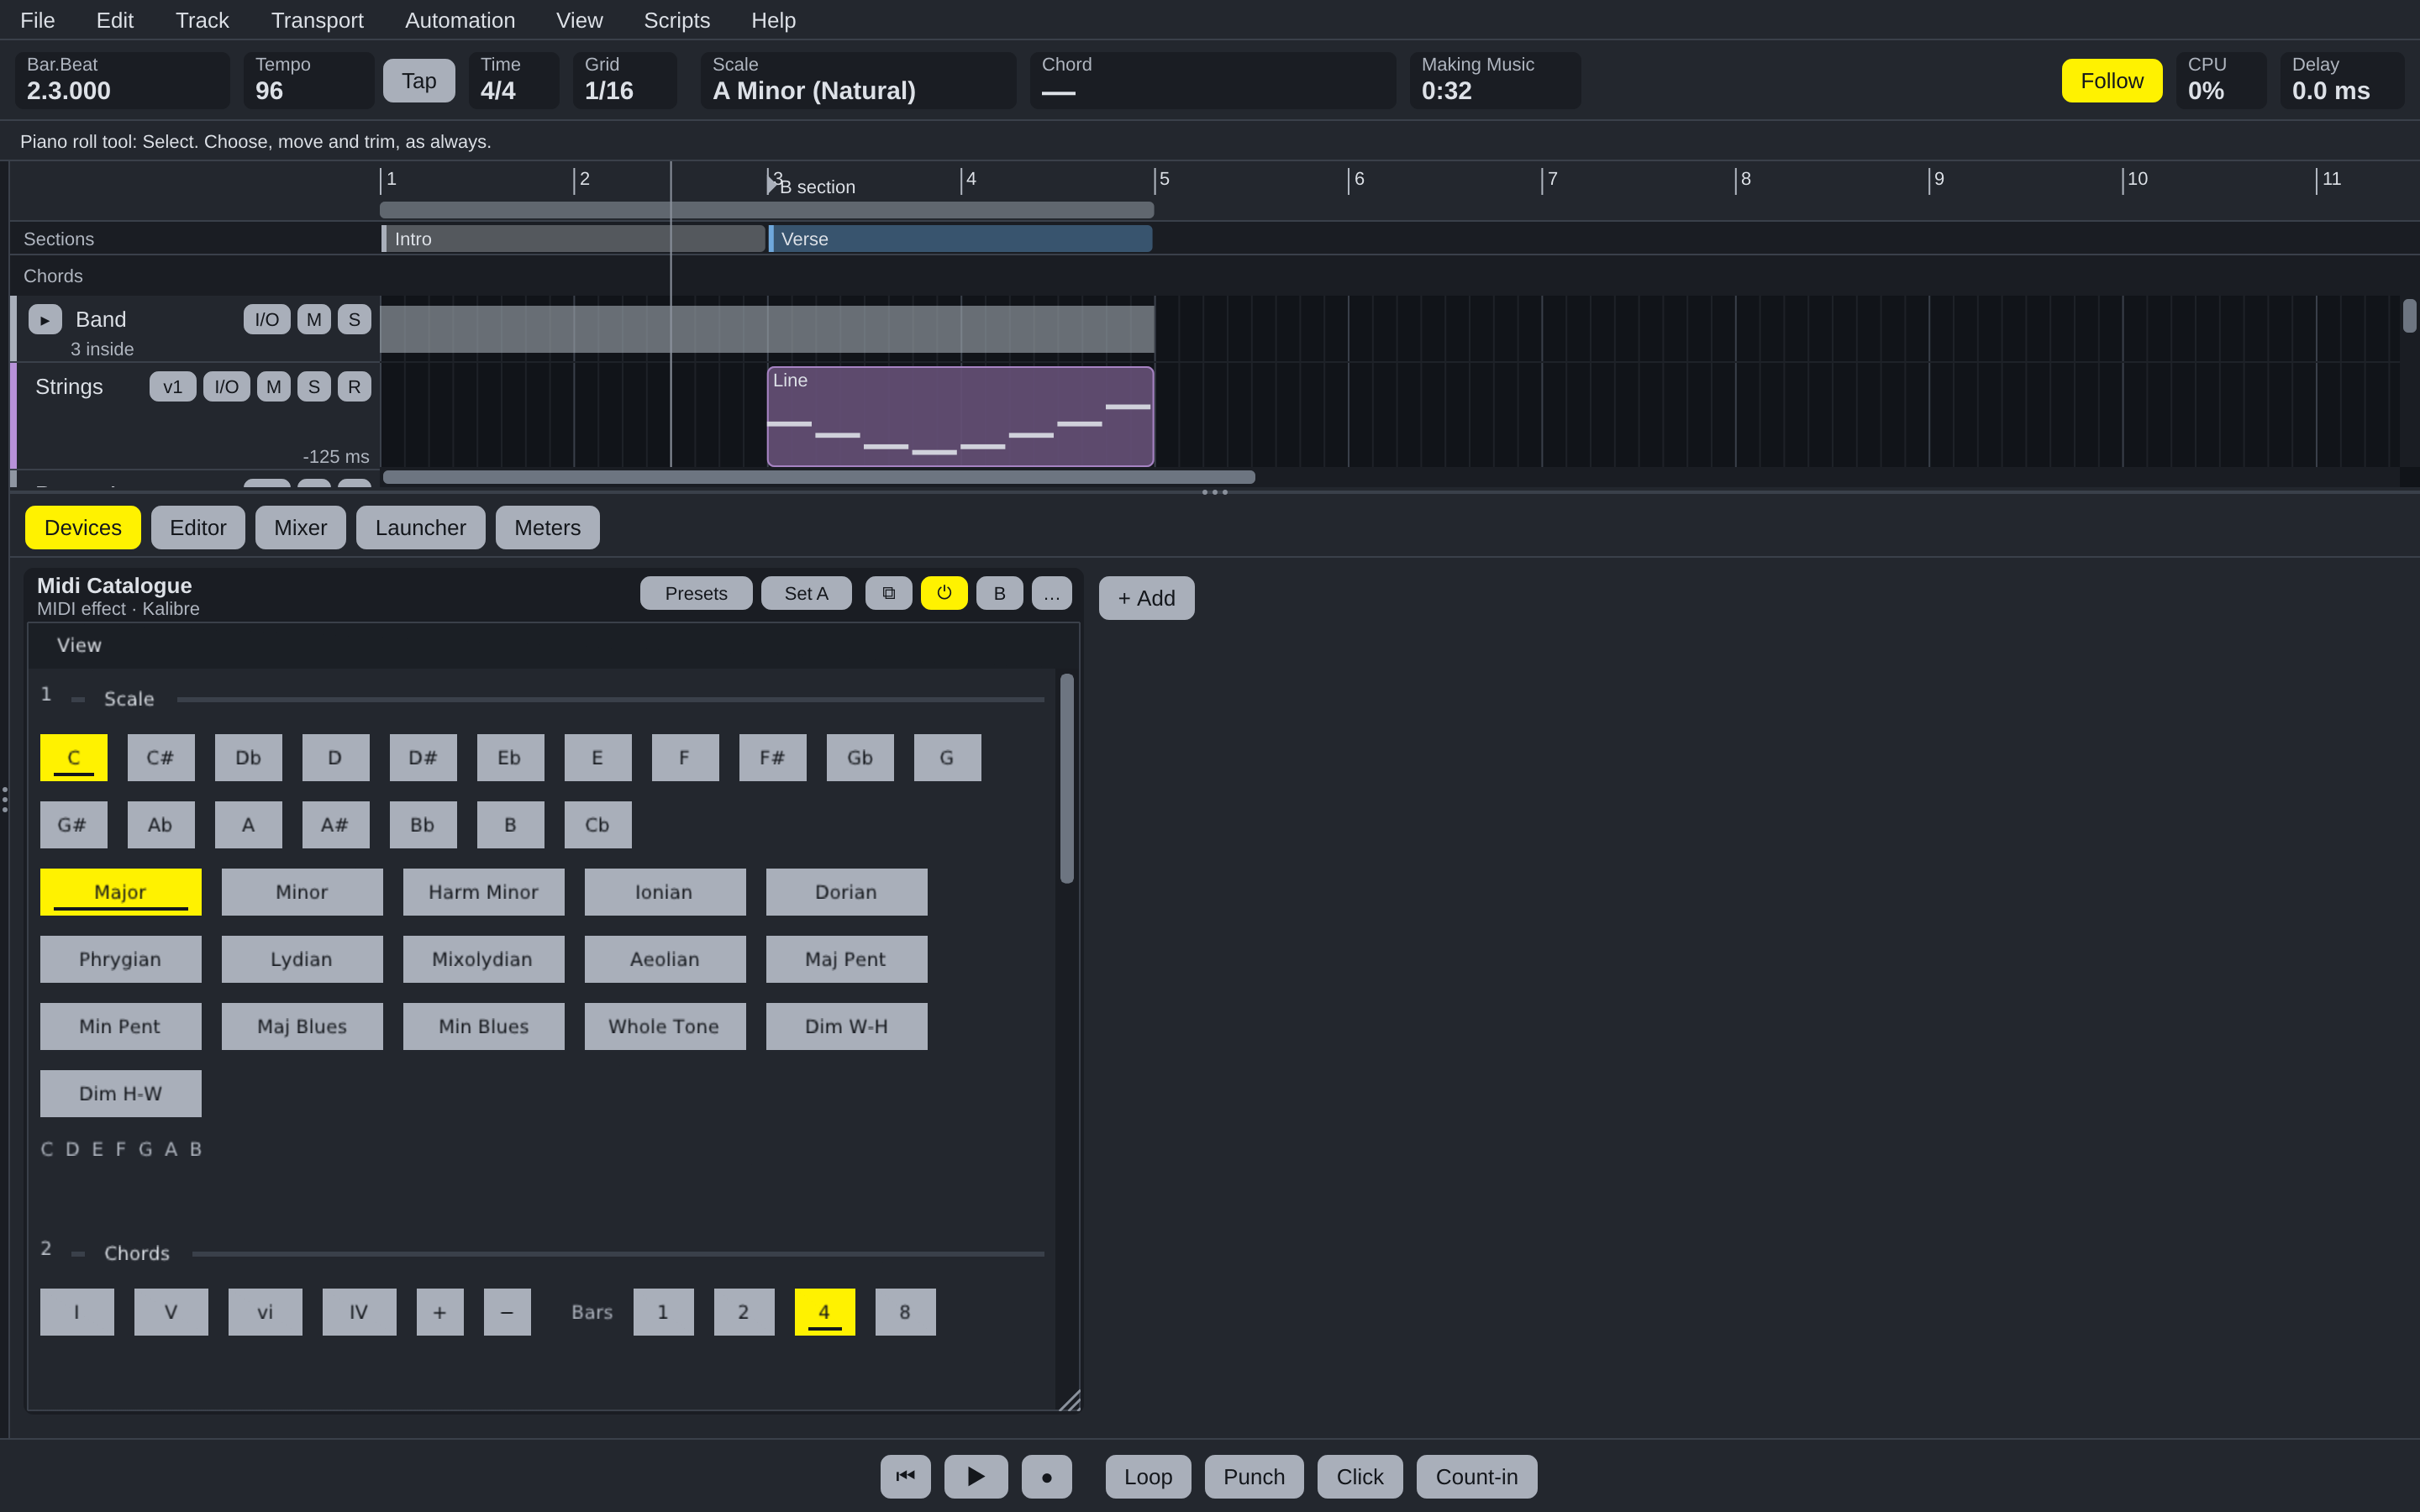 File Edit Track Transport Automation View Scripts Help
Bar.Beat Tempo Time Grid Scale Chord Making Music CPU Delay
2.3.000 96 Tap 4/4 1/16 A Minor (Natural) — 0:32 Follow 0% 0.0 ms
Piano roll tool: Select. Choose, move and trim, as always.
1 2 3 B section 4 5 6 7 8 9 10 11
Sections Intro Verse
Chords
Band I/O M S
3 inside
Strings v1 I/O M S R Line
-125 ms
Devices Editor Mixer Launcher Meters
Midi Catalogue Presets Set A B ... + Add
MIDI effect · Kalibre
View
1 Scale
C C# Db D D# Eb E F F# Gb G
G# Ab A A# Bb B Cb
Major Minor Harm Minor Ionian Dorian
Phrygian Lydian Mixolydian Aeolian Maj Pent
Min Pent Maj Blues Min Blues Whole Tone Dim W-H
Dim H-W
C D E F G A B
2 Chords
I V vi IV + − Bars 1 2 4 8
Loop Punch Click Count-in